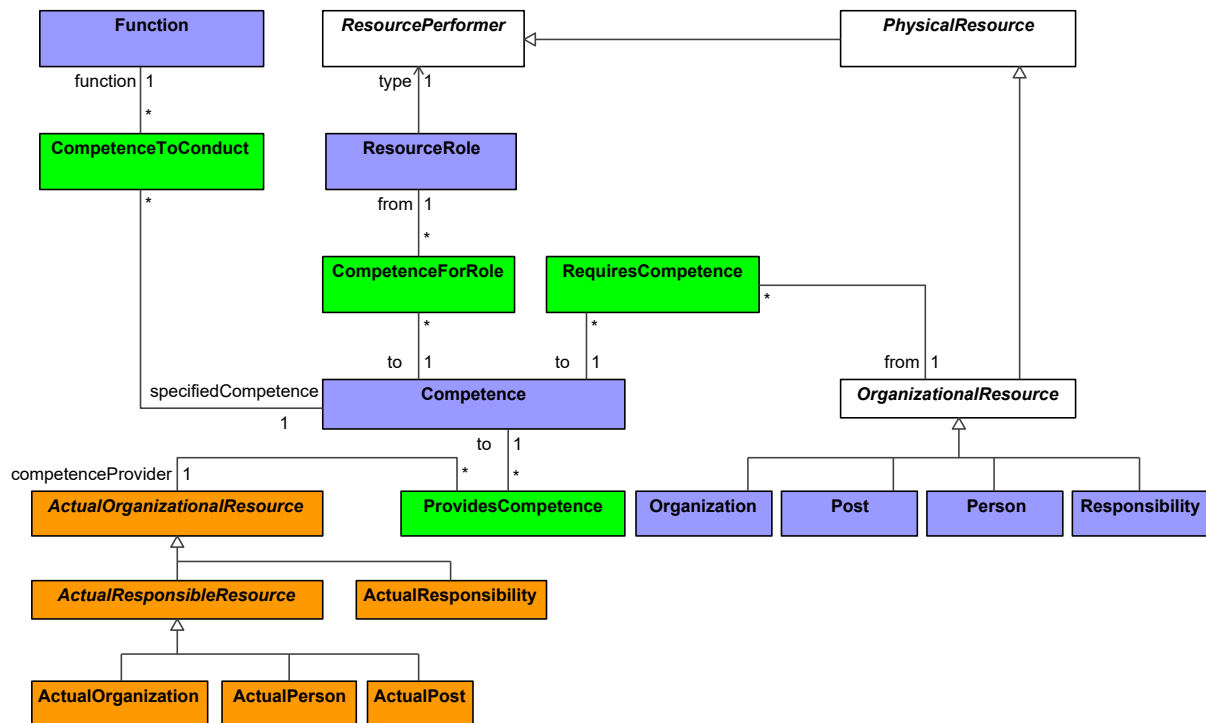 Function
ResourcePerformer
PhysicalResource
function 1
type 1
*
CompetenceToConduct
ResourceRole
*
from 1
*
CompetenceForRole
RequiresCompetence
*
*
*
to 1
to 1
from 1
specifiedCompetence
1
Competence
OrganizationalResource
to 1
competenceProvider 1
*
*
ActualOrganizationalResource
ProvidesCompetence
Organization
Post
Person
Responsibility
ActualResponsibleResource
ActualResponsibility
ActualOrganization
ActualPerson
ActualPost